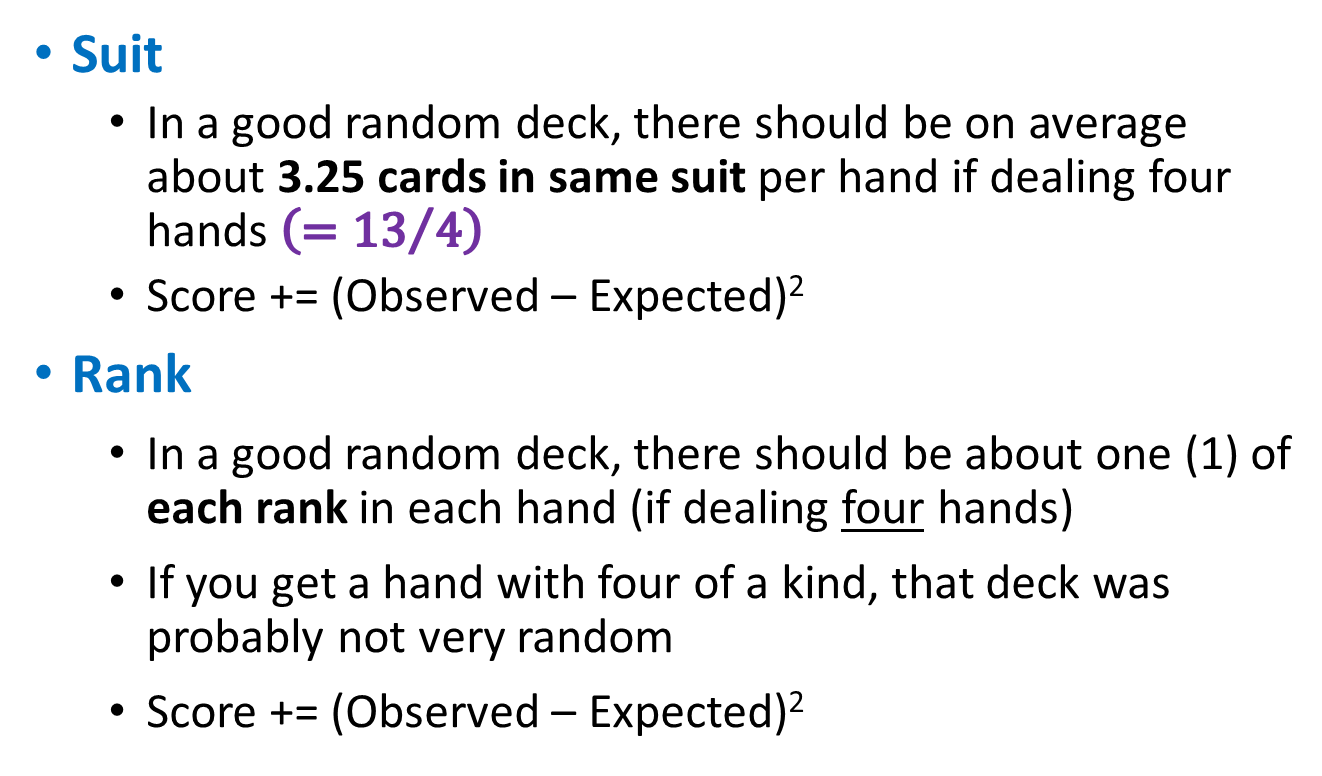 • Suit
• In a good random deck, there should be on average
about 3.25 cards in same suit per hand if dealing four
hands (= 13/4)
• Score += (Observed – Expected)²
• Rank
• In a good random deck, there should be about one (1) of
each rank in each hand (if dealing four hands)
• If you get a hand with four of a kind, that deck was
probably not very random
• Score += (Observed – Expected)²